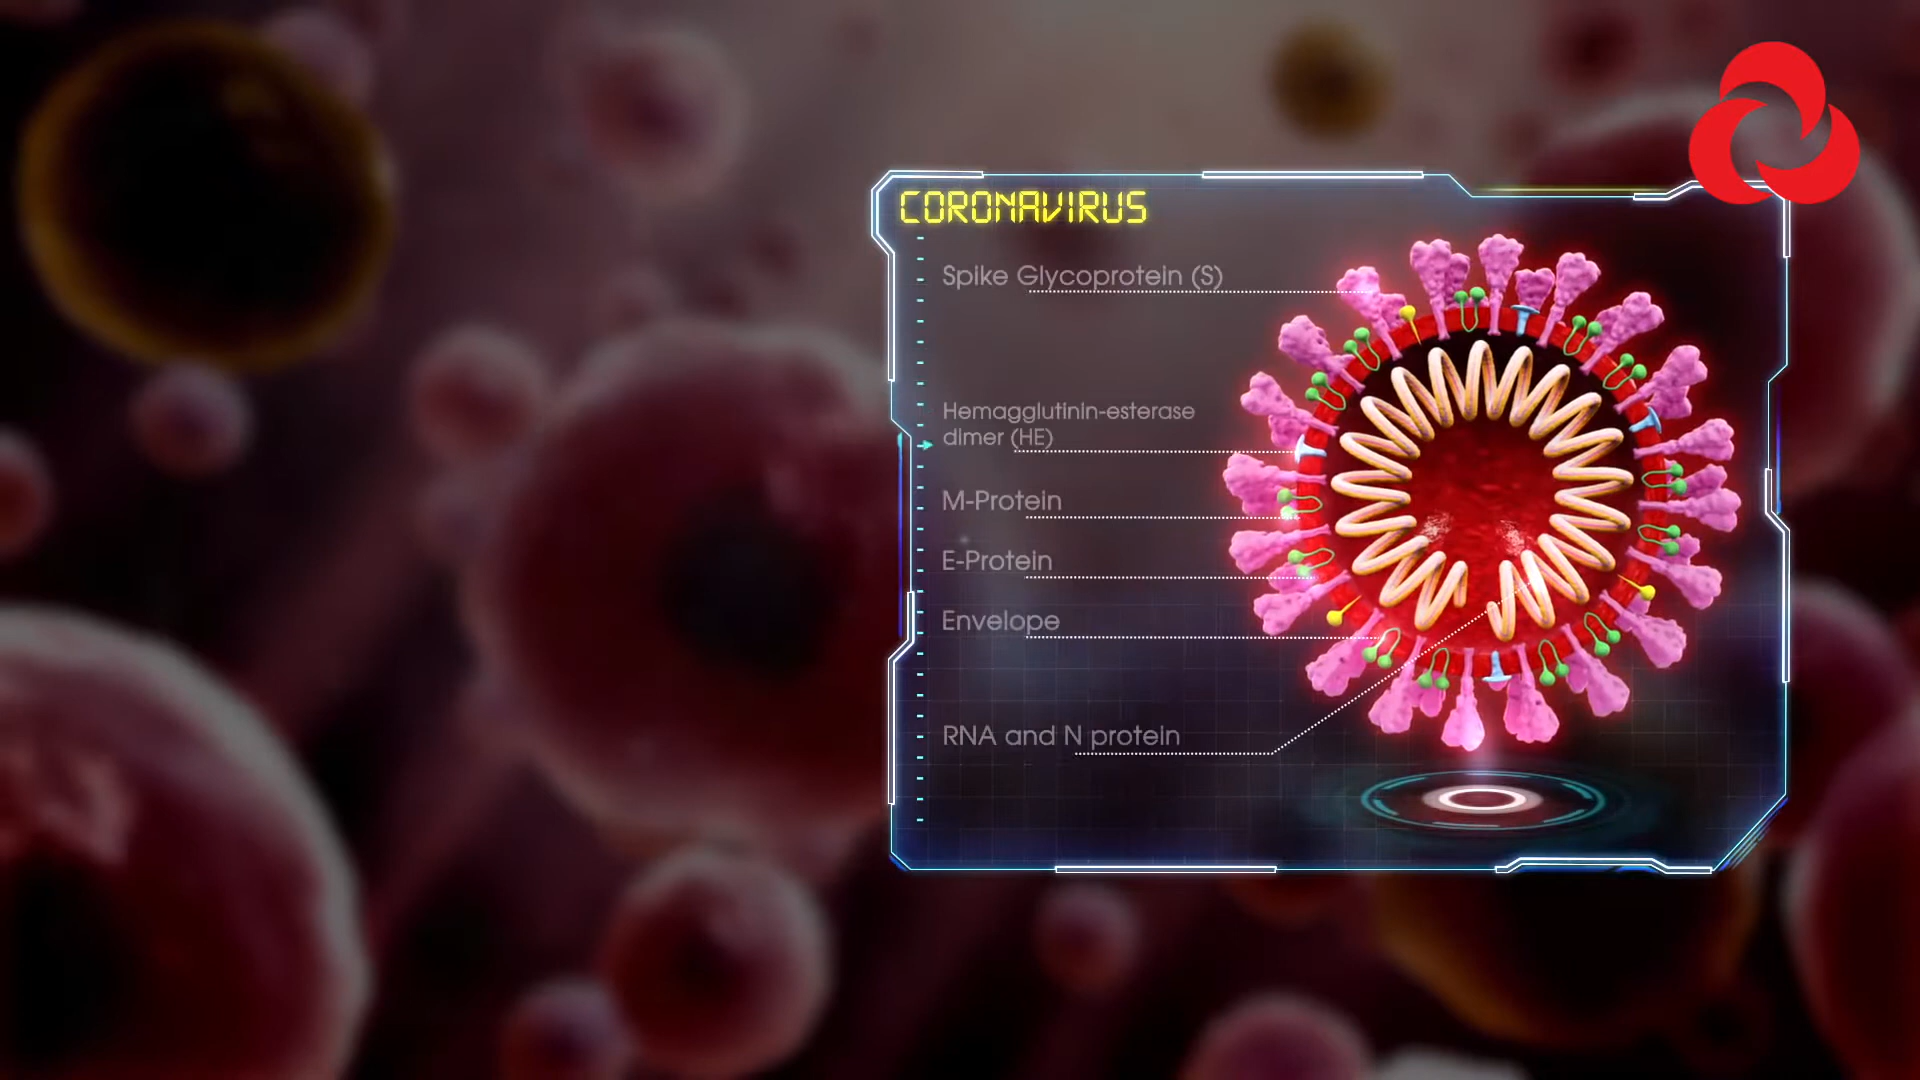 CORONAVIRUS
Spike Glycoprotein (S)
Hemagglutinin-esterase
dimer (HE)
M-Protein
E-Protein
Envelope
RNA and N protein